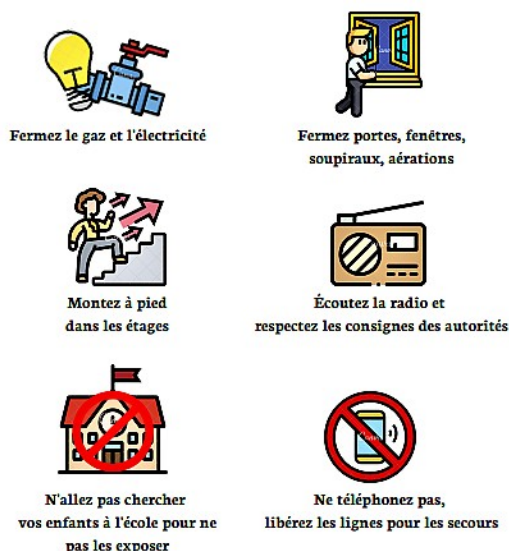 Fermez le gaz et l'électricité
Fermez portes, fenêtres,
soupiraux, aérations
Montez à pied
dans les étages
Écoutez la radio et
respectez les consignes des autorités
N'allez pas chercher
vos enfants à l'école pour ne
pas les exposer
Ne téléphonez pas,
libérez les lignes pour les secours